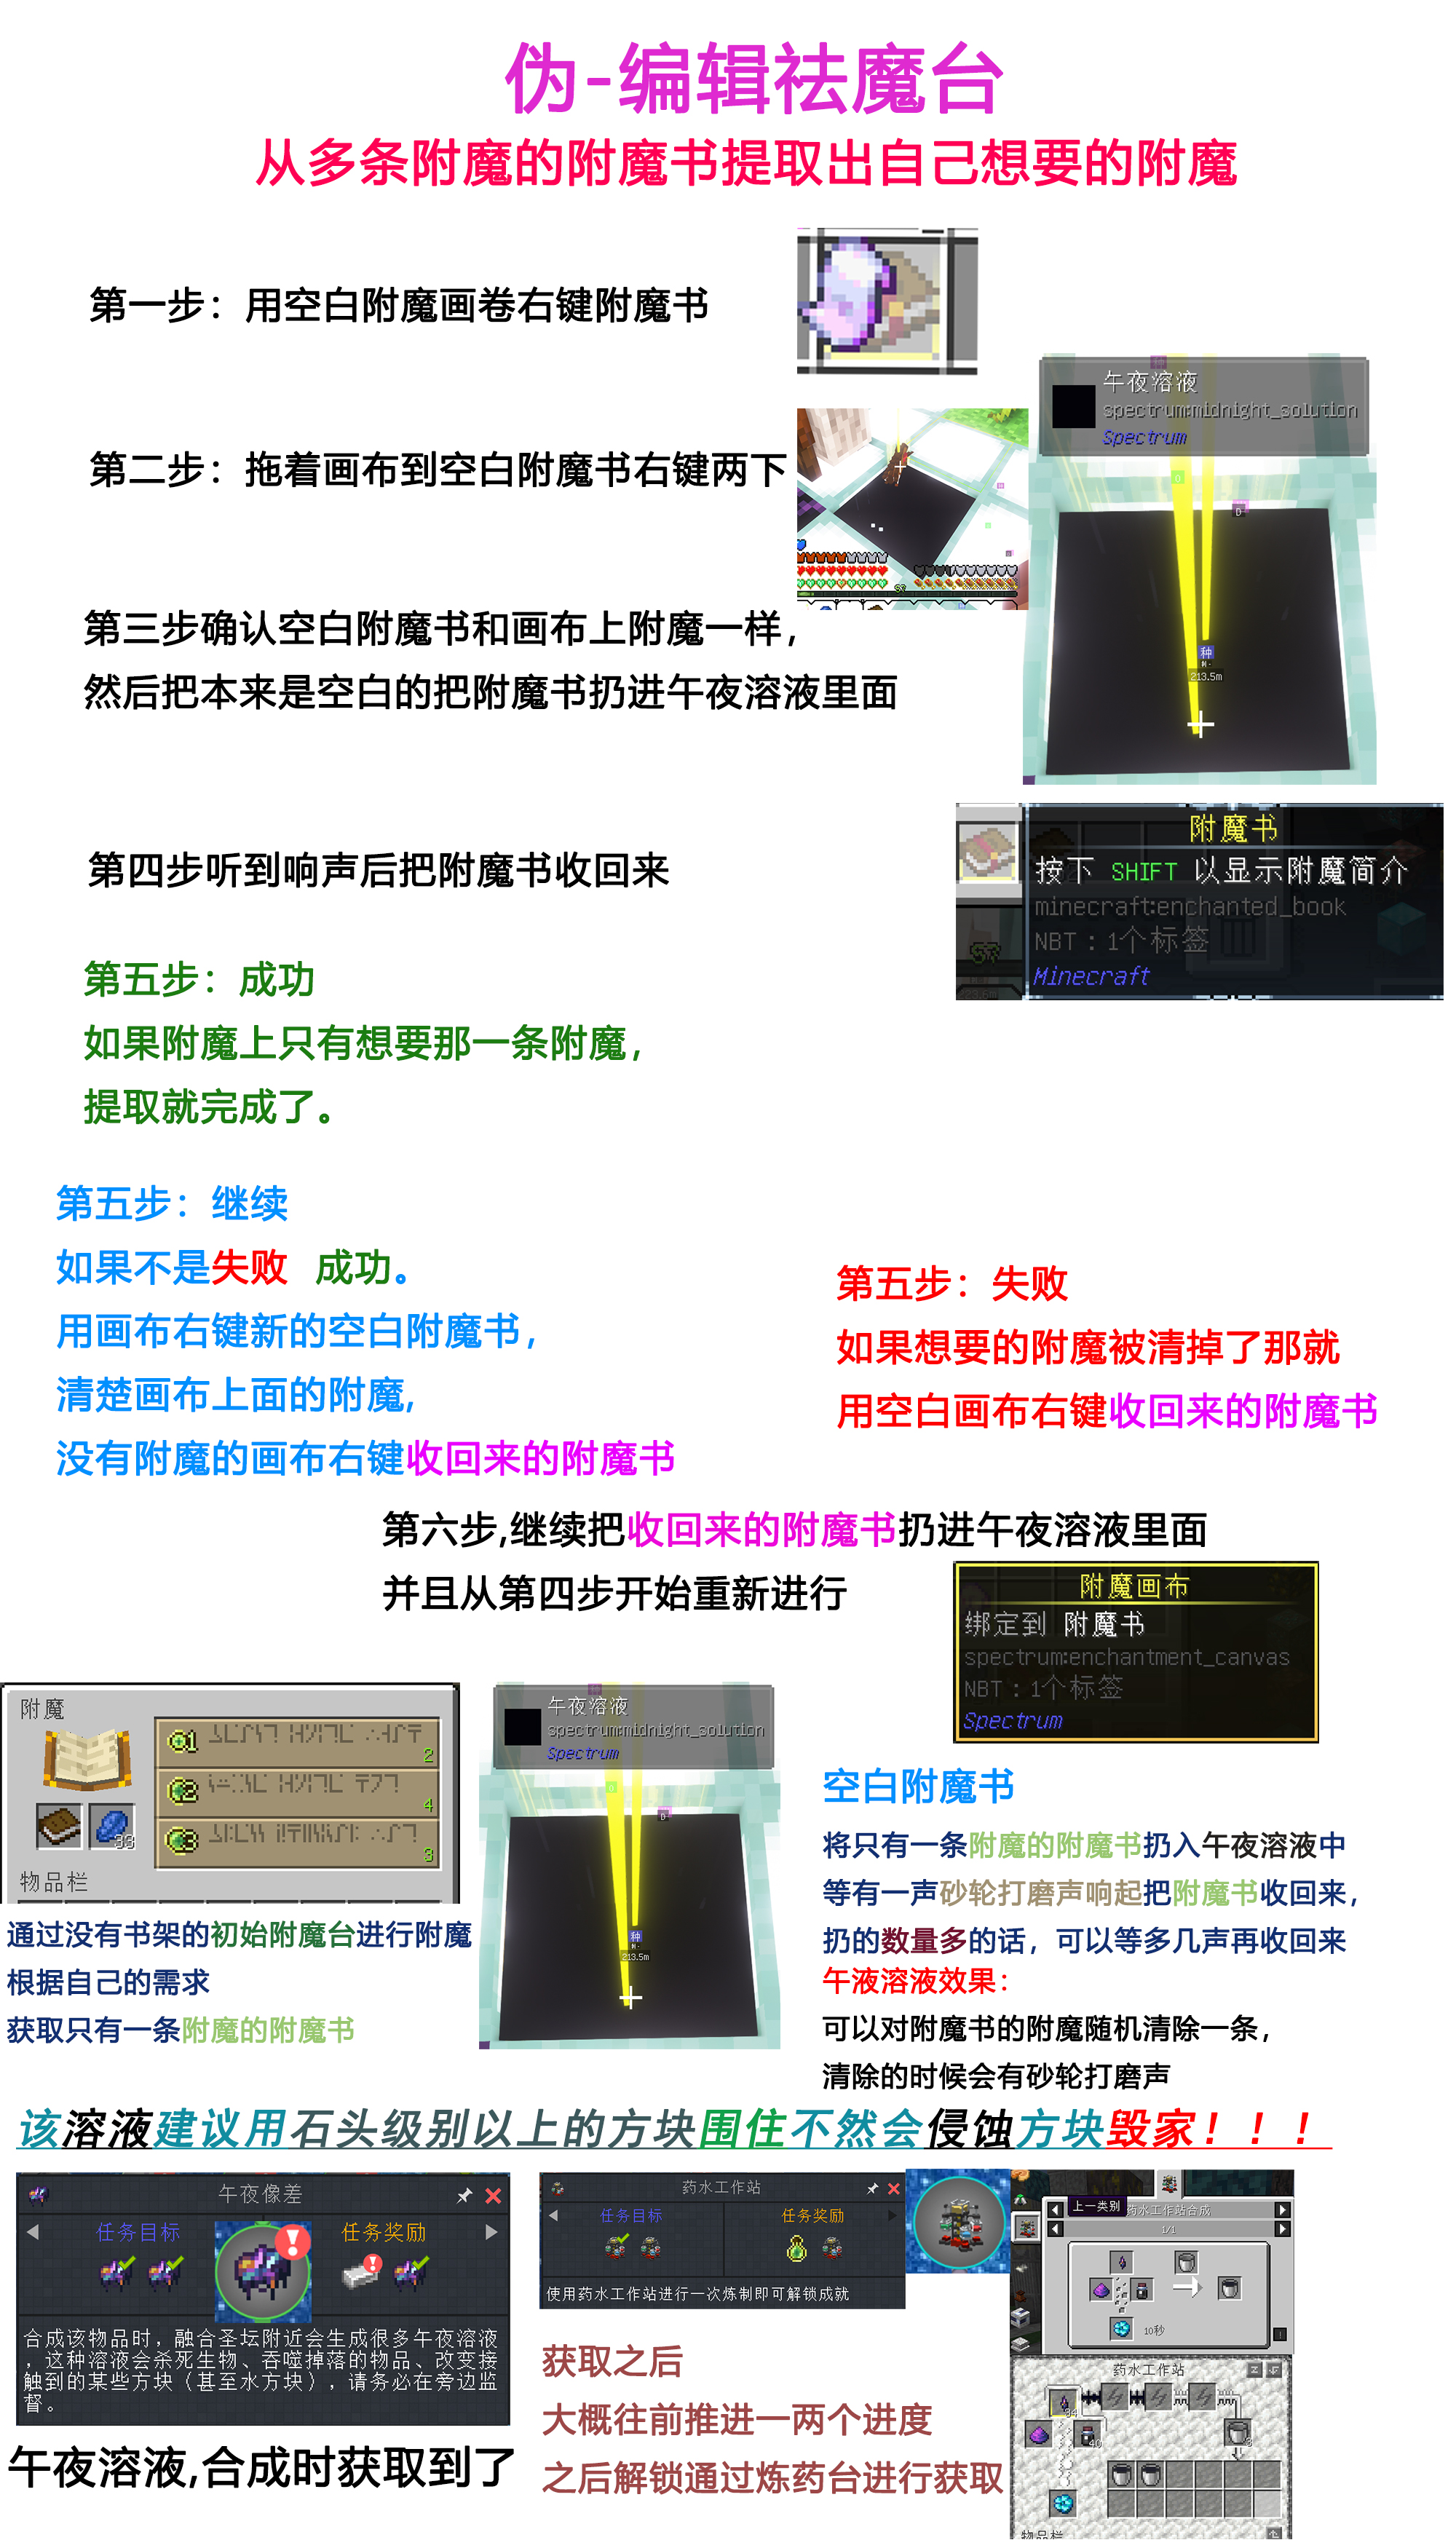 伪-编辑祛魔台
从多条附魔的附魔书提取出自己想要的附魔
第一步：用空白附魔画卷右键附魔书
午夜溶液
spectrum:midnight_solution
Spectrum
第二步：拖着画布到空白附魔书右键两下
D
种
213.5m
第三步确认空白附魔书和画布上附魔一样，
然后把本来是空白的把附魔书扔进午夜溶液里面
附魔书
按下 SHIFT 以显示附魔简介
minecraft:enchanted_book
NBT：1个标签
Minecraft
第四步听到响声后把附魔书收回来
第五步：成功
如果附魔上只有想要那一条附魔，
提取就完成了。
第五步：继续
如果不是失败 成功。
用画布右键新的空白附魔书，
清楚画布上面的附魔,
没有附魔的画布右键收回来的附魔书
第五步：失败
如果想要的附魔被清掉了那就
用空白画布右键收回来的附魔书
第六步,继续把收回来的附魔书扔进午夜溶液里面
并且从第四步开始重新进行
附魔画布
绑定到 附魔书
spectrum:enchantment_canvas
NBT：1个标签
Spectrum
附魔
1
2
2
4
3
3
33
物品栏
午夜溶液
spectrum:midnight_solution
Spectrum
D
种
213.5m
通过没有书架的初始附魔台进行附魔
根据自己的需求
获取只有一条附魔的附魔书
空白附魔书
将只有一条附魔的附魔书扔入午夜溶液中
等有一声砂轮打磨声响起把附魔书收回来，
扔的数量多的话，可以等多几声再收回来
午液溶液效果：
可以对附魔书的附魔随机清除一条，
清除的时候会有砂轮打磨声
该溶液建议用石头级别以上的方块围住不然会侵蚀方块毁家！！！
午夜像差
任务目标
任务奖励
合成该物品时，融合圣坛附近会生成很多午夜溶液
，这种溶液会杀死生物、吞噬掉落的物品、改变接
触到的某些方块（甚至水方块），请务必在旁边监
督。
午夜溶液,合成时获取到了
药水工作站
任务目标
任务奖励
使用药水工作站进行一次炼制即可解锁成就
获取之后
大概往前推进一两个进度
之后解锁通过炼药台进行获取
上一类别
药水工作站合成
1/1
10秒
药水工作站
34
40
3
物品栏